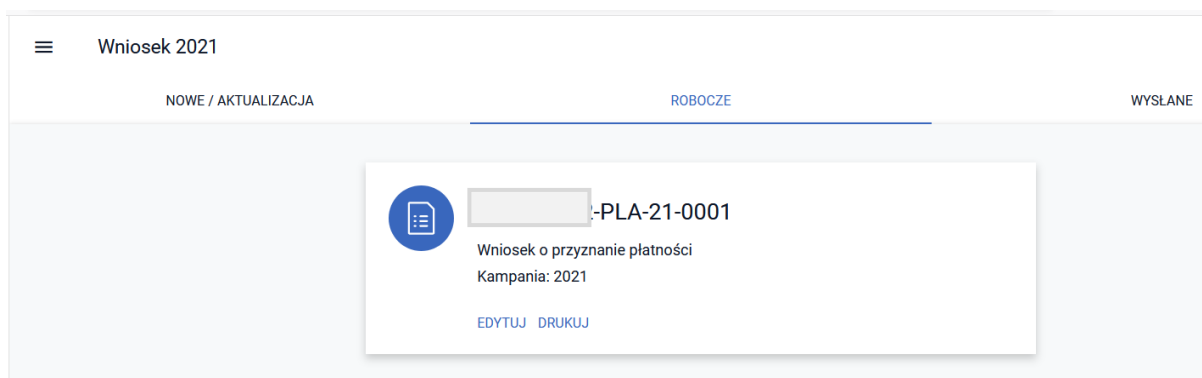 Wniosek 2021
NOWE / AKTUALIZACJA ROBOCZE WYSŁANE
-PLA-21-0001
Wniosek o przyznanie płatności
Kampania: 2021
EDYTUJ DRUKUJ